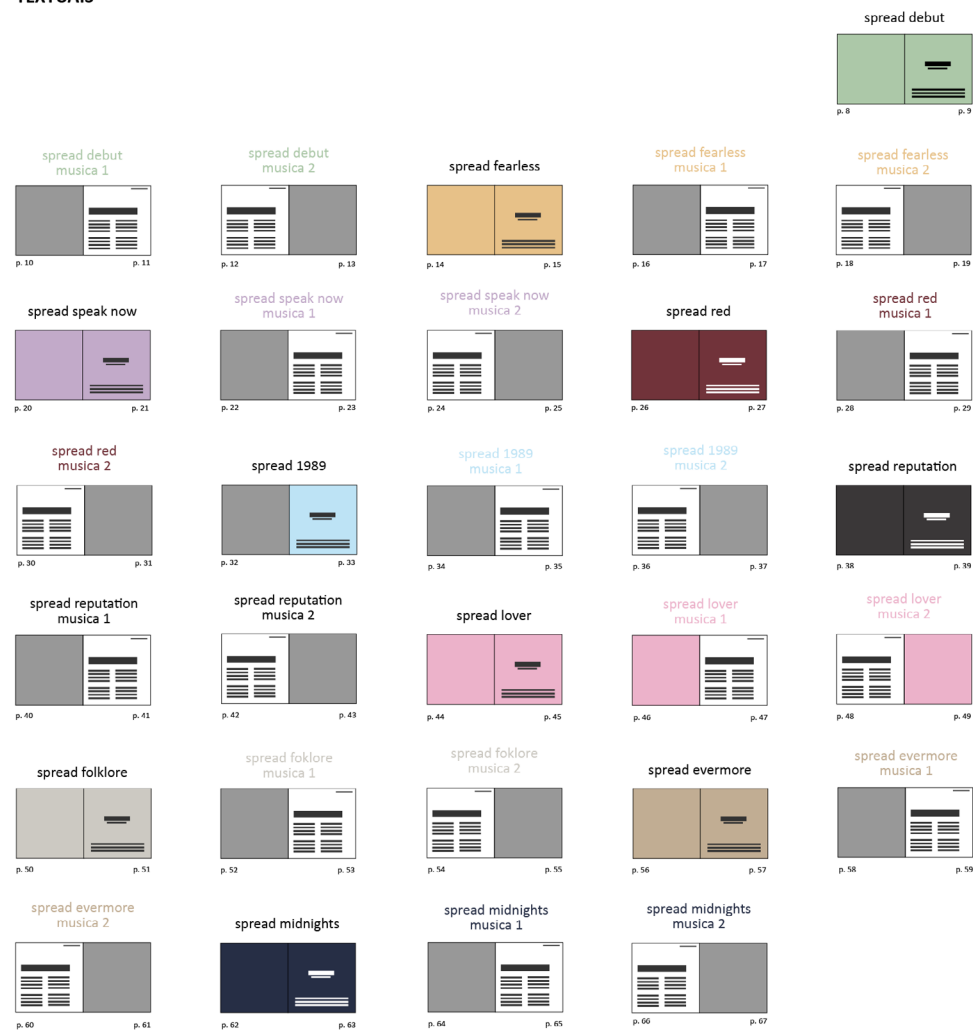 spread debut
p. 8 p. 9
spread debut
musica 1
spread debut
musica 2
spread fearless
spread fearless
musica 1
spread fearless
musica 2
p. 10 p. 11
p. 12 p. 13
p. 14 p. 15
p. 16 p. 17
p. 18 p. 19
spread speak now
spread speak now
musica 1
spread speak now
musica 2
spread red
spread red
musica 1
p. 20 p. 21
p. 22 p. 23
p. 24 p. 25
p. 26 p. 27
p. 28 p. 29
spread red
musica 2
spread 1989
spread 1989
musica 1
spread 1989
musica 2
spread reputation
p. 30 p. 31
p. 32 p. 33
p. 34 p. 35
p. 36 p. 37
p. 38 p. 39
spread reputation
musica 1
spread reputation
musica 2
spread lover
spread lover
musica 1
spread lover
musica 2
p. 40 p. 41
p. 42 p. 43
p. 44 p. 45
p. 46 p. 47
p. 48 p. 49
spread folklore
spread foklore
musica 1
spread foklore
musica 2
spread evermore
spread evermore
musica 1
p. 50 p. 51
p. 52 p. 53
p. 54 p. 55
p. 56 p. 57
p. 58 p. 59
spread evermore
musica 2
spread midnights
spread midnights
musica 1
spread midnights
musica 2
p. 60 p. 61
p. 62 p. 63
p. 64 p. 65
p. 66 p. 67